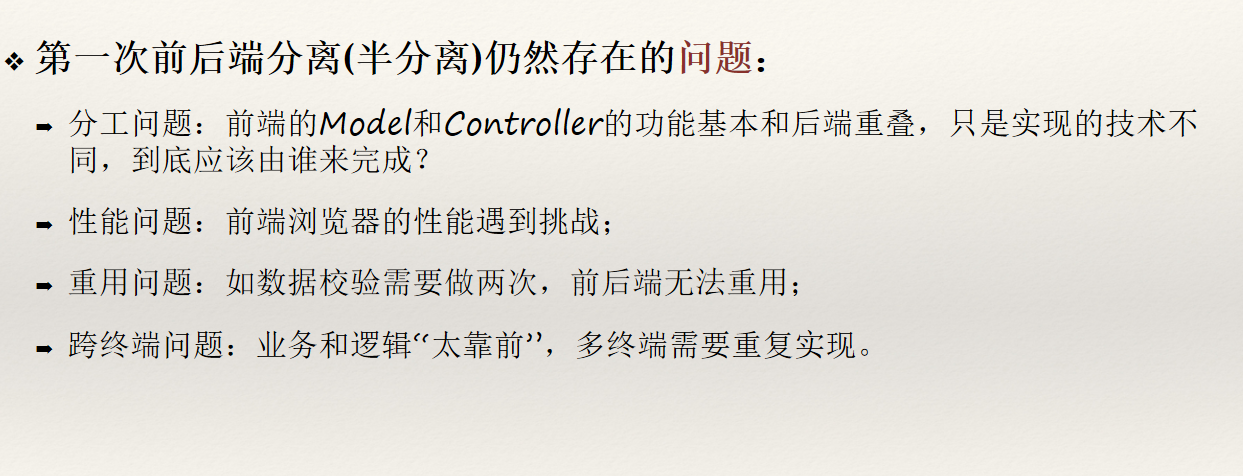 第一次前后端分离(半分离)仍然存在的问题：
分工问题：前端的Model和Controller的功能基本和后端重叠，只是实现的技术不
同，到底应该由谁来完成？
性能问题：前端浏览器的性能遇到挑战；
重用问题：如数据校验需要做两次，前后端无法重用；
跨终端问题：业务和逻辑“太靠前”，多终端需要重复实现。